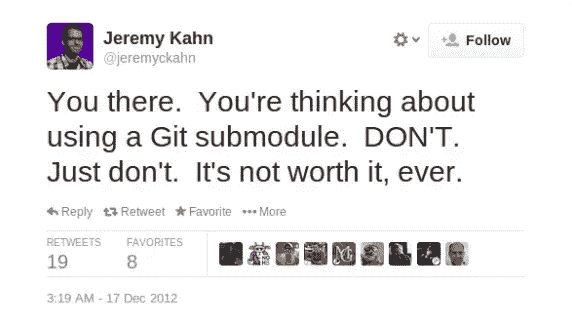 Jeremy Kahn
@jeremyckahn
Follow
You there. You're thinking about
using a Git submodule. DON'T.
Just don't. It's not worth it, ever.
Reply Retweet Favorite More
RETWEETS FAVORITES
19 8
3:19 AM - 17 Dec 2012